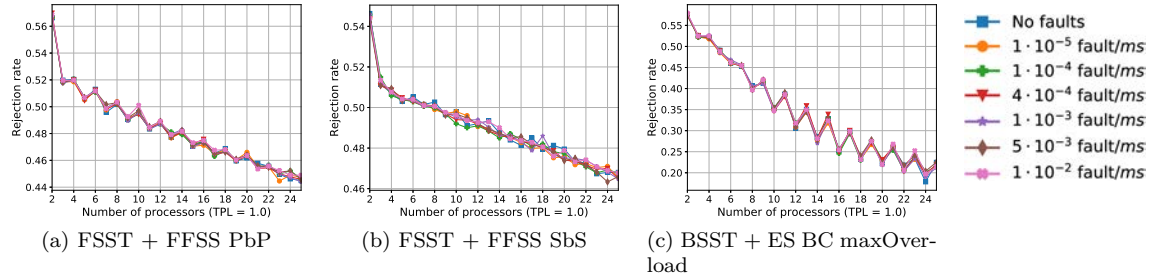 Rejection rate
0.56
0.54
0.52
0.50
0.48
0.46
0.44
2 4 6 8 10 12 14 16 18 20 22 24
Number of processors (TPL = 1.0)
(a) FSST + FFSS PbP
Rejection rate
0.54
0.52
0.50
0.48
0.46
2 4 6 8 10 12 14 16 18 20 22 24
Number of processors (TPL = 1.0)
(b) FSST + FFSS SbS
Rejection rate
0.55
0.50
0.45
0.40
0.35
0.30
0.25
0.20
2 4 6 8 10 12 14 16 18 20 22 24
Number of processors (TPL = 1.0)
(c) BSST + ES BC maxOver-
load
No faults
1 · 10⁻⁵ fault/ms
1 · 10⁻⁴ fault/ms
4 · 10⁻⁴ fault/ms
1 · 10⁻³ fault/ms
5 · 10⁻³ fault/ms
1 · 10⁻² fault/ms